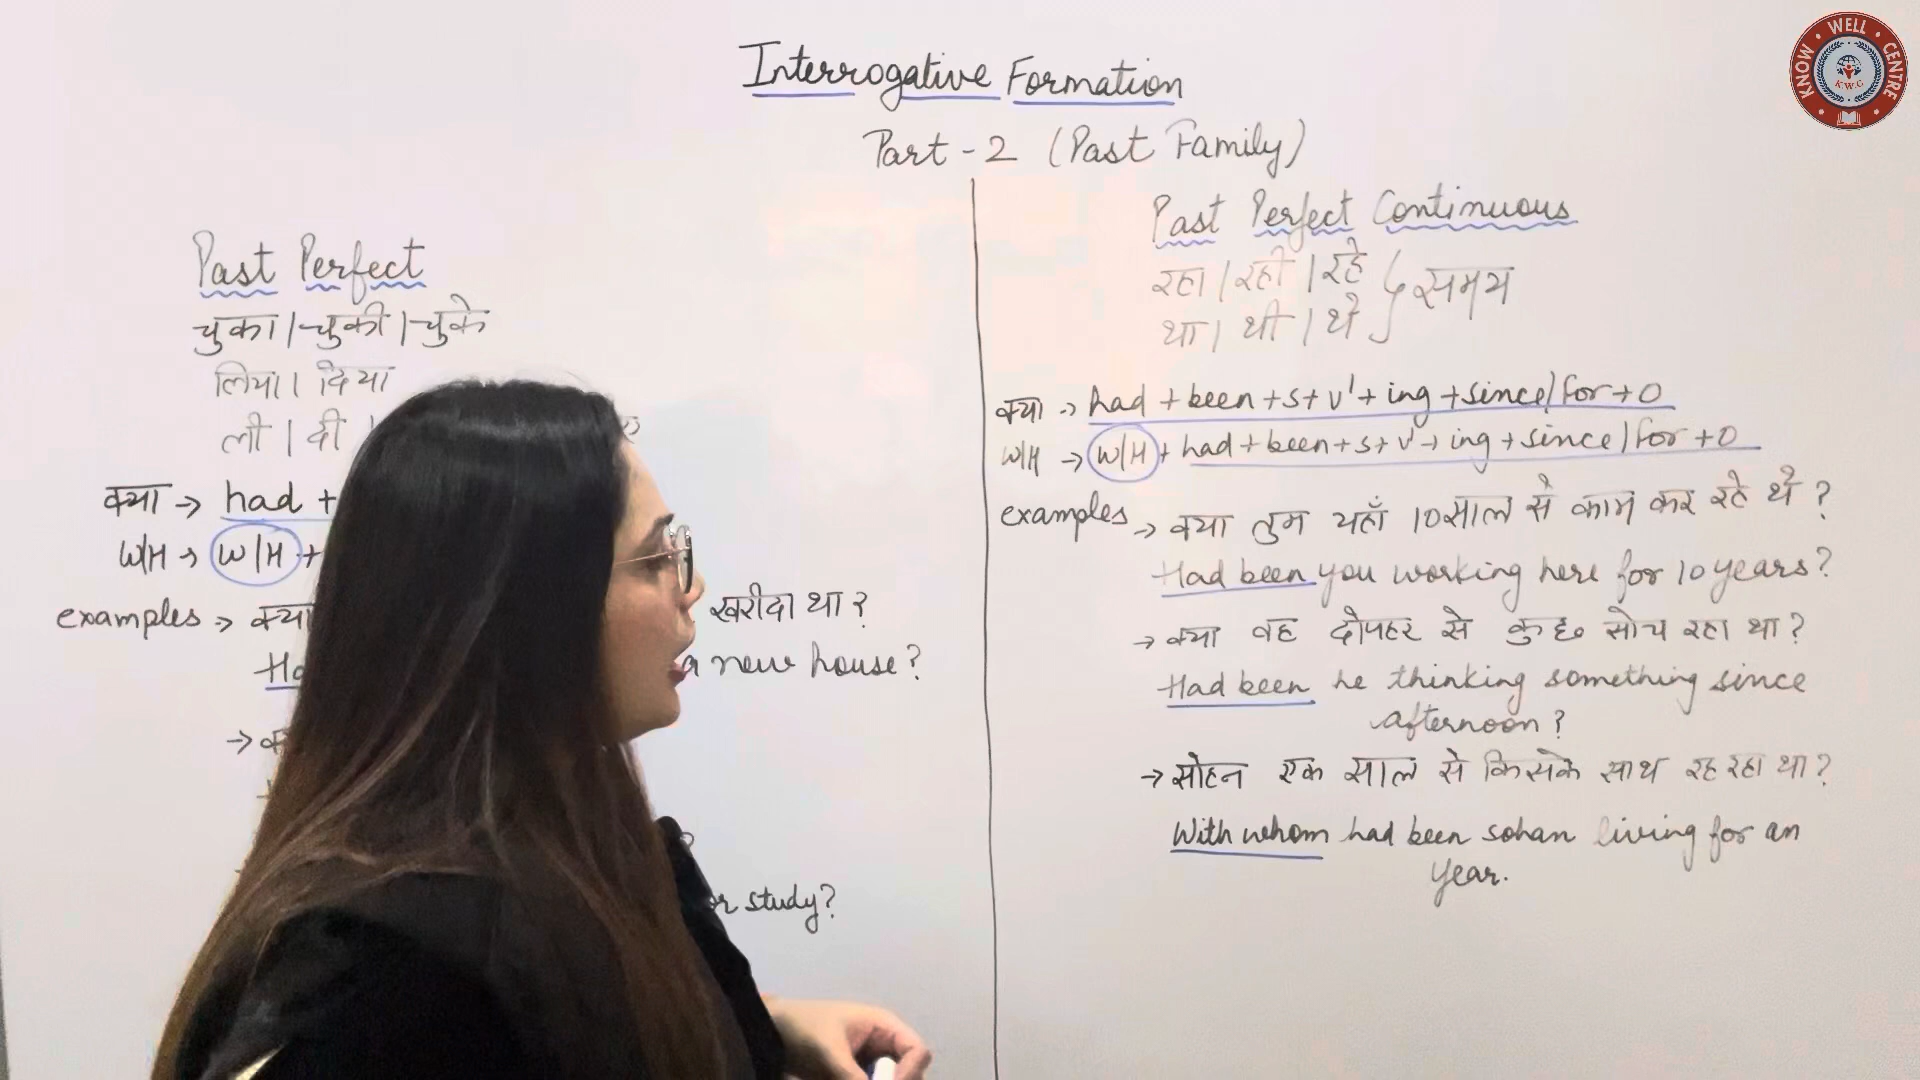 Interrogative Formation
Part - 2 (Past Family)
Past Perfect
चुका / चुकी / चुके
लिया । दिया
ली / दी
क्या → had +
W/H → W/H +
examples → क्या
खरीदा था ?
a new house ?
→
or study?
Past Perfect Continuous
रहा / रही / रहे
समय
था / थी / थे
क्या → had + been + s + v' + ing + since/for + O
W/H → W/H + had + been + s + v' + ing + since/for + O
examples → क्या तुम यहाँ 10 साल से काम कर रहे थे ?
Had been you working here for 10 years?
→ क्या वह दोपहर से कुछ सोच रहा था ?
Had been he thinking something since
afternoon ?
→ सोहन एक साल से किसके साथ रह रहा था ?
With whom had been sohan living for an
year.
KNOW • WELL • CENTRE
K.W.C